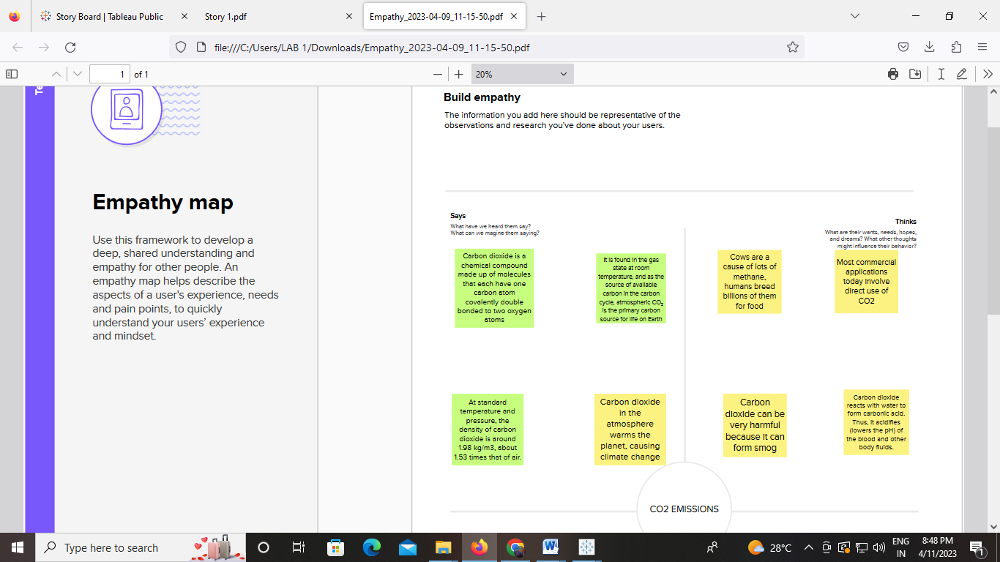 Story Board | Tableau Public
Story 1.pdf
Empathy_2023-04-09_11-15-50.pdf
file:///C:/Users/LAB 1/Downloads/Empathy_2023-04-09_11-15-50.pdf
1 of 1
20%
Empathy map
Use this framework to develop a
deep, shared understanding and
empathy for other people. An
empathy map helps describe the
aspects of a user's experience, needs
and pain points, to quickly
understand your users’ experience
and mindset.
Build empathy
The information you add here should be representative of the
observations and research you've done about your users.
Says
What have we heard them say?
What can we magine them saying?
Thinks
What are their wants, needs, hopes,
and dreams? What other thoughts
might influence their behavior?
Carbon dioxide is a
chemical compound
made up of molecules
that each have one
carbon atom
covalently double
bonded to two oxygen
atoms
It is found in the gas
state at room
temperature, and as the
source of available
carbon in the carbon
cycle, atmospheric CO₂
is the primary carbon
source for life on Earth
Cows are a
cause of lots of
methane,
humans breed
billions of them
for food
Most commercial
applications
today involve
direct use of
CO2
At standard
temperature and
pressure, the
density of carbon
dioxide is around
1.98 kg/m3, about
1.53 times that of air.
Carbon dioxide
in the
atmosphere
warms the
planet, causing
climate change
Carbon
dioxide can be
very harmful
because it can
form smog
Carbon dioxide
reacts with water to
form carbonic acid.
Thus, it acidifies
(lowers the pH) of
the blood and other
body fluids.
CO2 EMISSIONS
Type here to search
28°C
ENG
IN
8:48 PM
4/11/2023
1